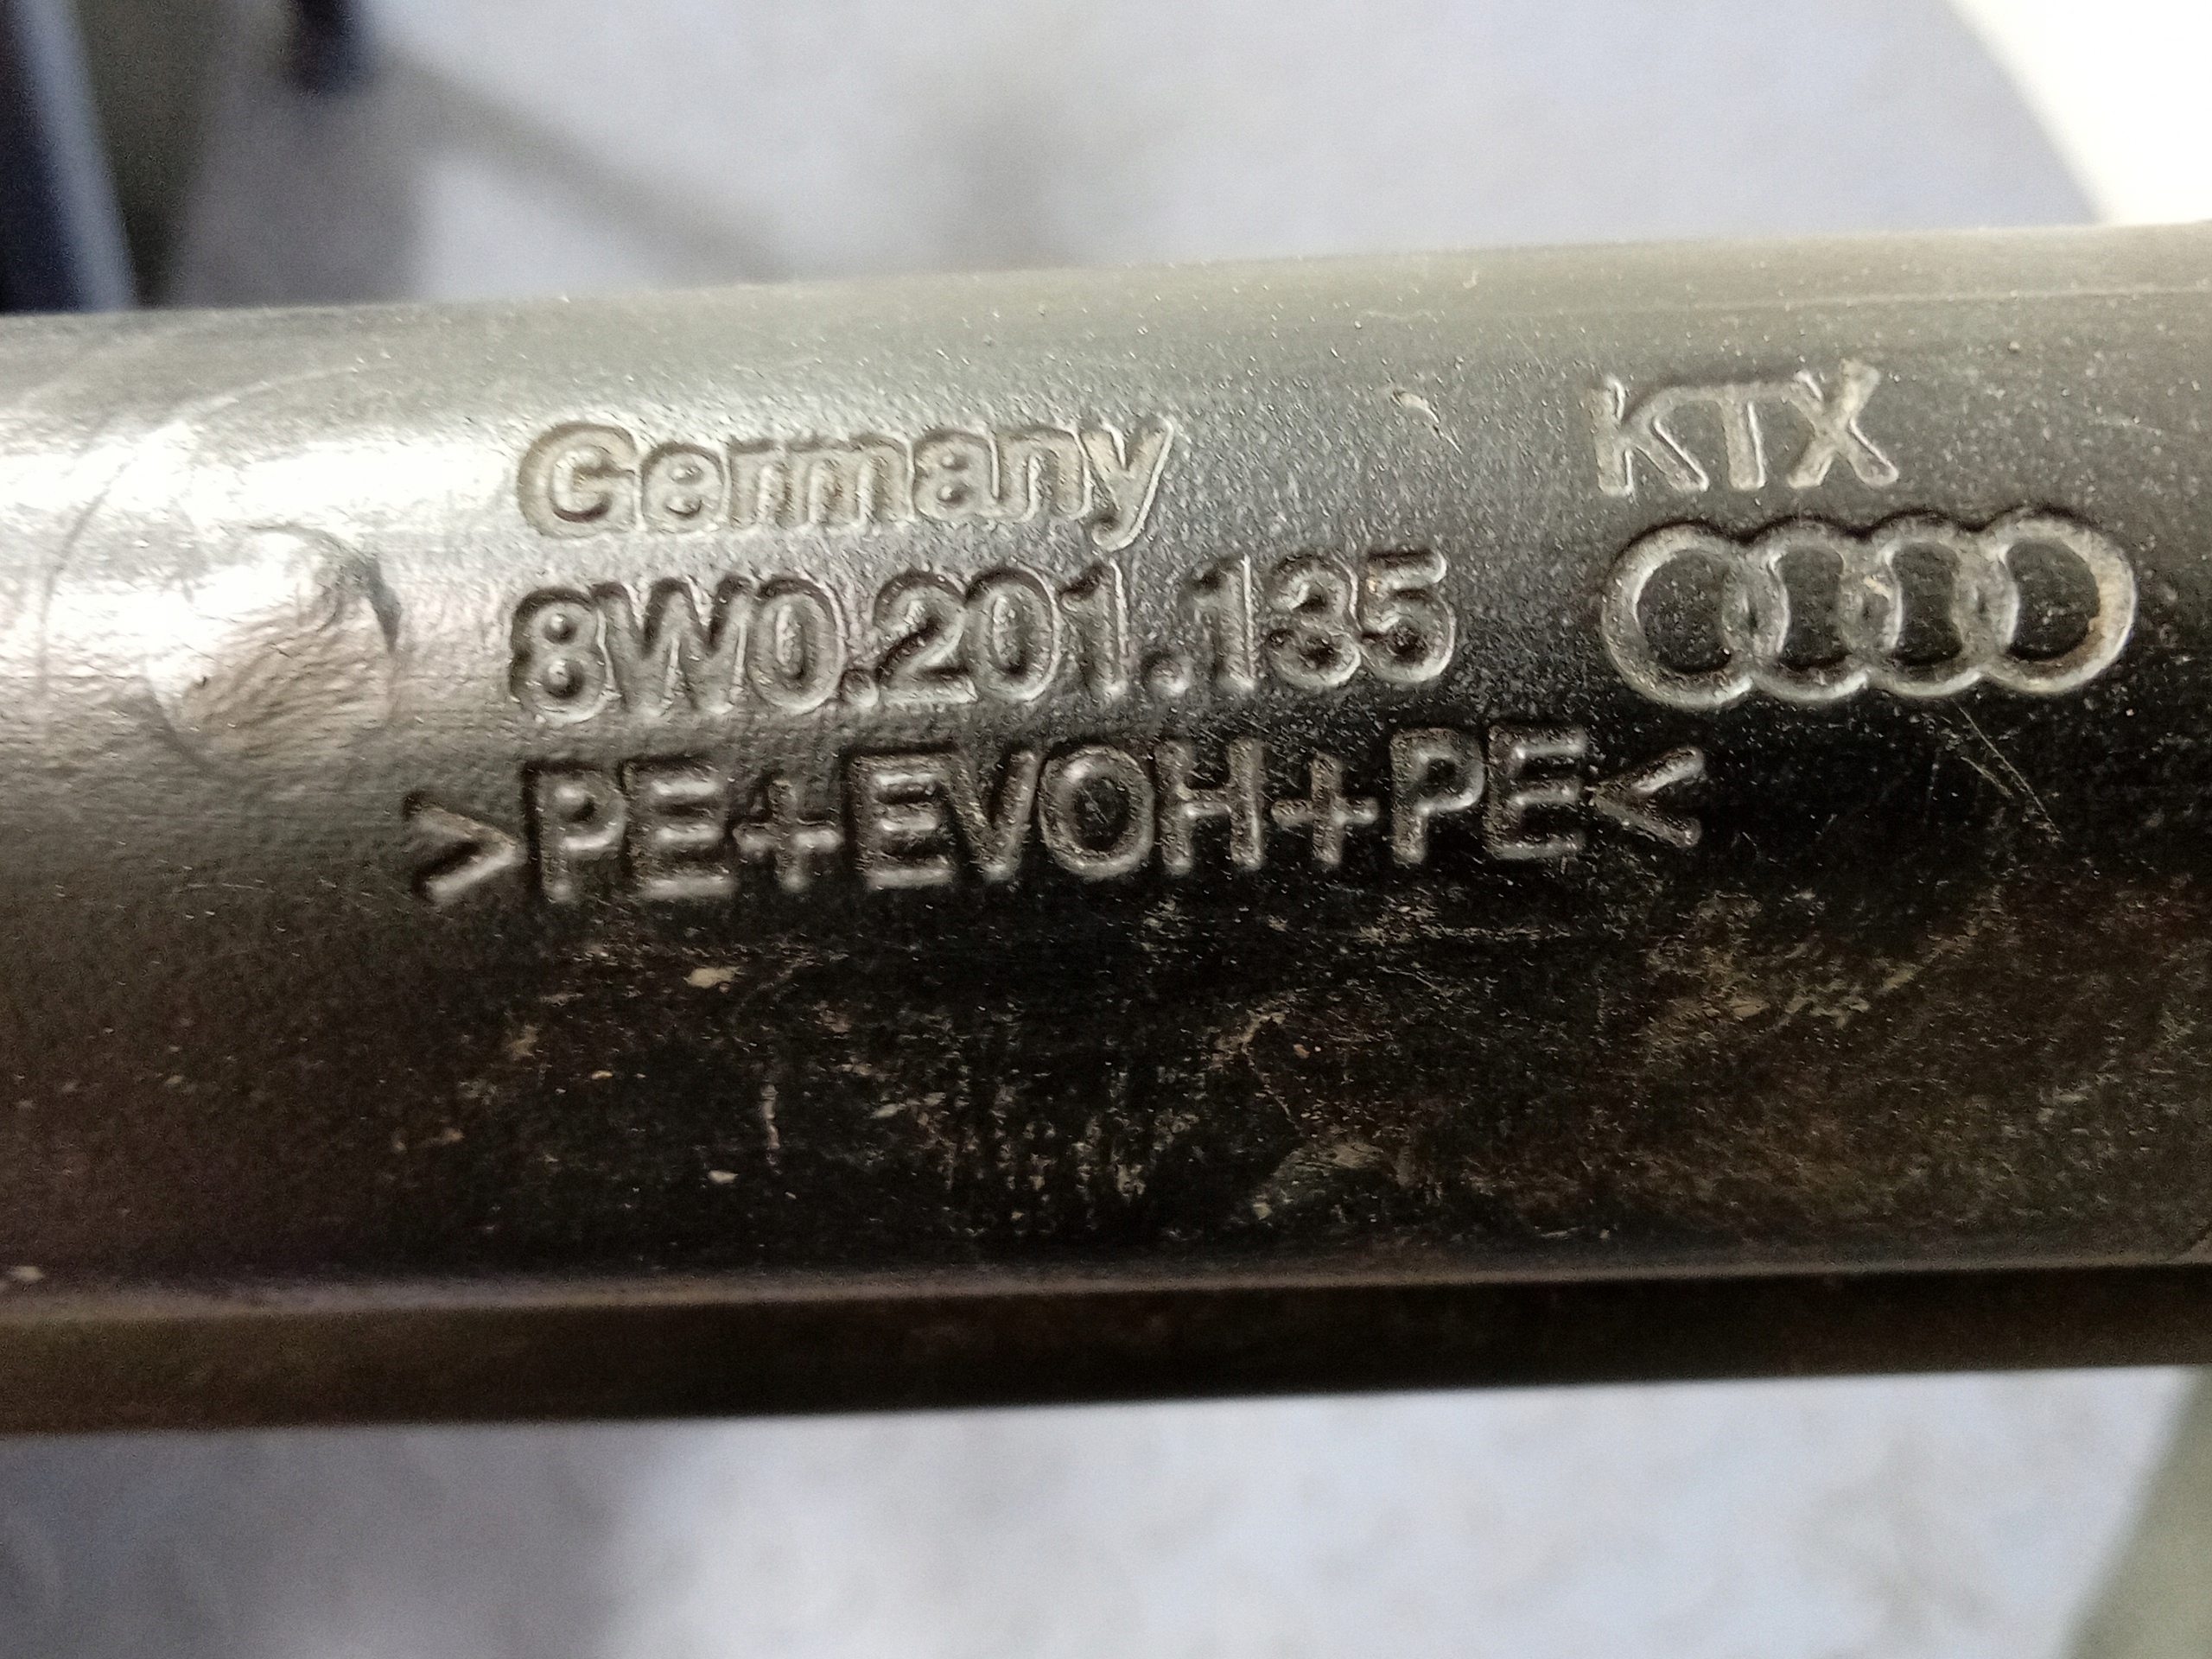 Germany
KTX
8W0.201.135
>PE+EVOH+PE<